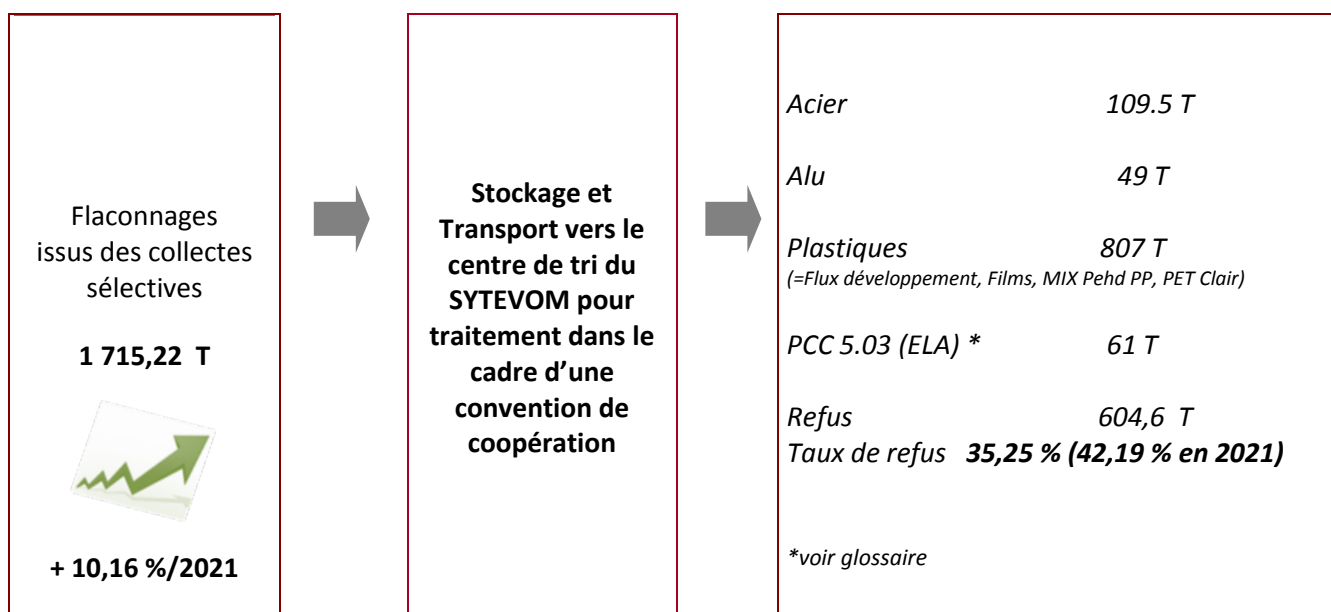 Flaconnages
issus des collectes
sélectives
1 715,22 T
+ 10,16 %/2021
Stockage et
Transport vers le
centre de tri du
SYTEVOM pour
traitement dans le
cadre d’une
convention de
coopération
Acier 109.5 T
Alu 49 T
Plastiques 807 T
(=Flux développement, Films, MIX Pehd PP, PET Clair)
PCC 5.03 (ELA) * 61 T
Refus 604,6 T
Taux de refus 35,25 % (42,19 % en 2021)
*voir glossaire